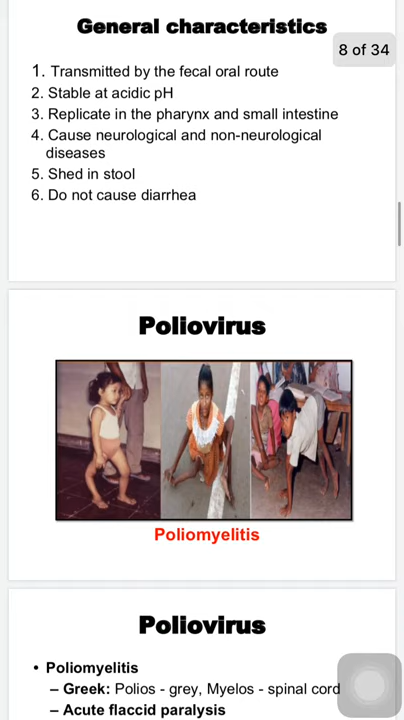 General characteristics
8 of 34
1. Transmitted by the fecal oral route
2. Stable at acidic pH
3. Replicate in the pharynx and small intestine
4. Cause neurological and non-neurological
diseases
5. Shed in stool
6. Do not cause diarrhea
Poliovirus
Poliomyelitis
Poliovirus
• Poliomyelitis
– Greek: Polios - grey, Myelos - spinal cord
– Acute flaccid paralysis